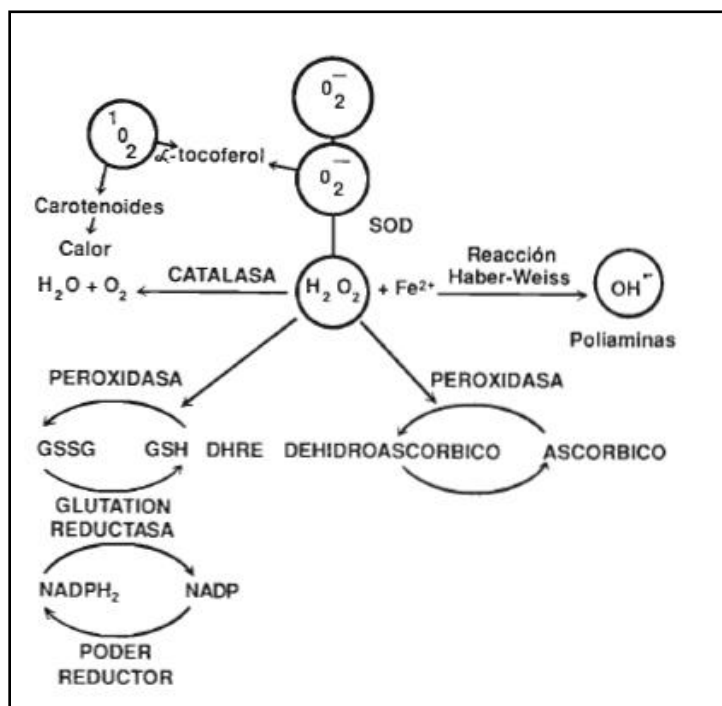 O₂⁻
¹O₂
α-tocoferol
O₂⁻
Carotenoides
SOD
Calor
Reacción
Haber-Weiss
H₂O + O₂
CATALASA
H₂O₂
+ Fe²⁺
OH
Poliaminas
PEROXIDASA
PEROXIDASA
GSSG
GSH
DHRE
DEHIDROASCORBICO
ASCORBICO
GLUTATION
REDUCTASA
NADPH₂
NADP
PODER
REDUCTOR